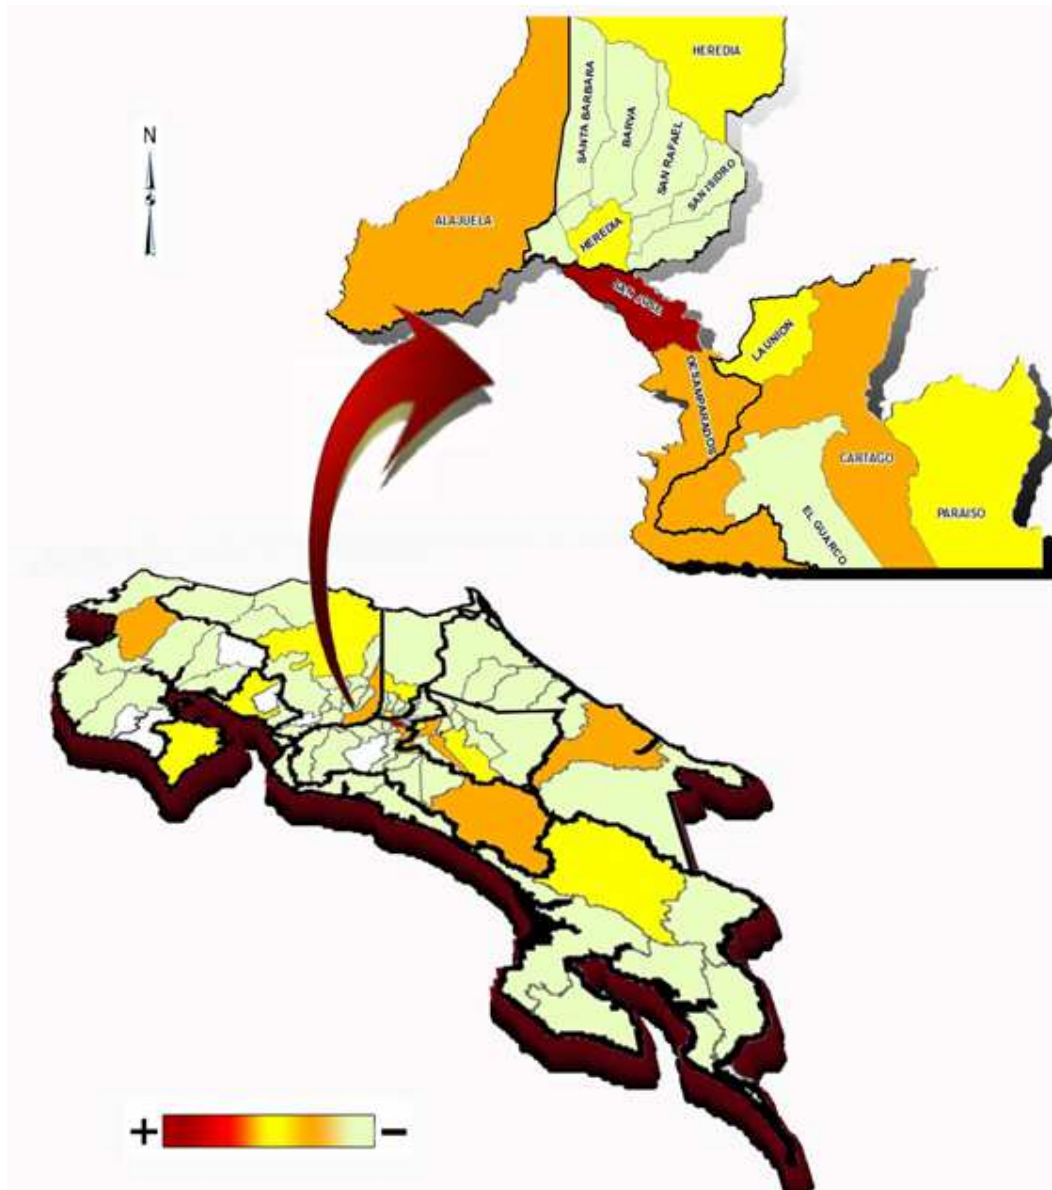 HEREDIA
N
SANTA BARBARA
BARVA
SAN RAFAEL
SAN ISIDRO
ALAJUELA
HEREDIA
SAN JOSE
LA UNION
DESAMPARADOS
CARTAGO
EL GUARCO
PARAISO
+ −